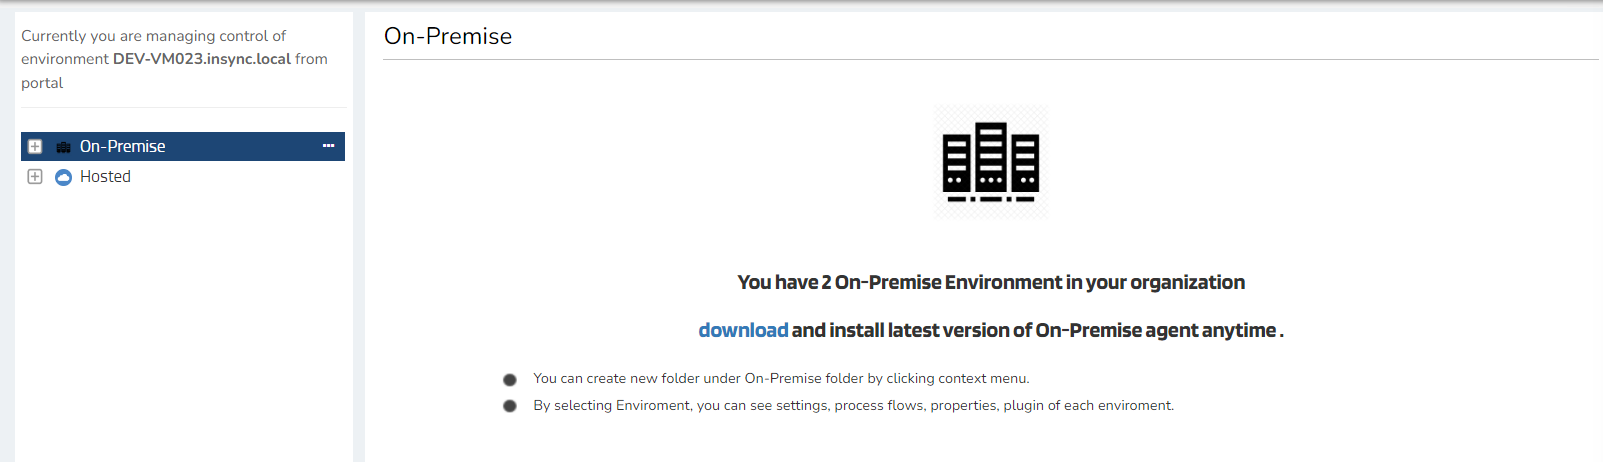 Currently you are managing control of
environment DEV-VM023.insync.local from
portal
On-Premise
Hosted
On-Premise
You have 2 On-Premise Environment in your organization
download and install latest version of On-Premise agent anytime .
You can create new folder under On-Premise folder by clicking context menu.
By selecting Enviroment, you can see settings, process flows, properties, plugin of each enviroment.